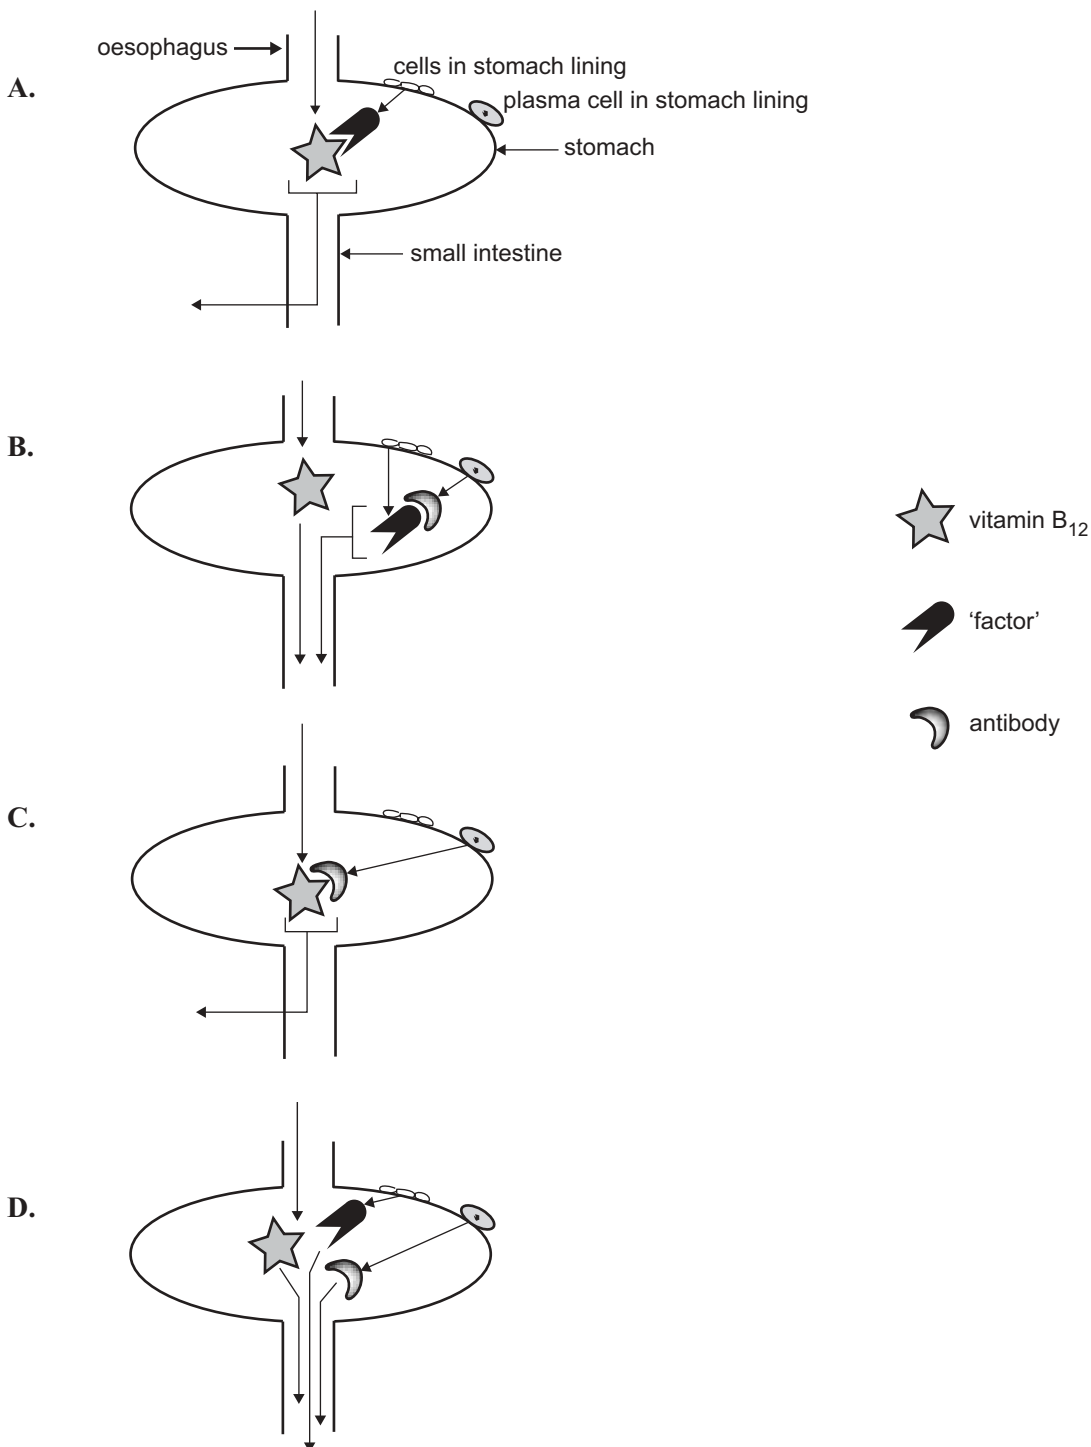 oesophagus
cells in stomach lining
A.
plasma cell in stomach lining
stomach
small intestine
B.
vitamin B12
‘factor’
antibody
C.
D.